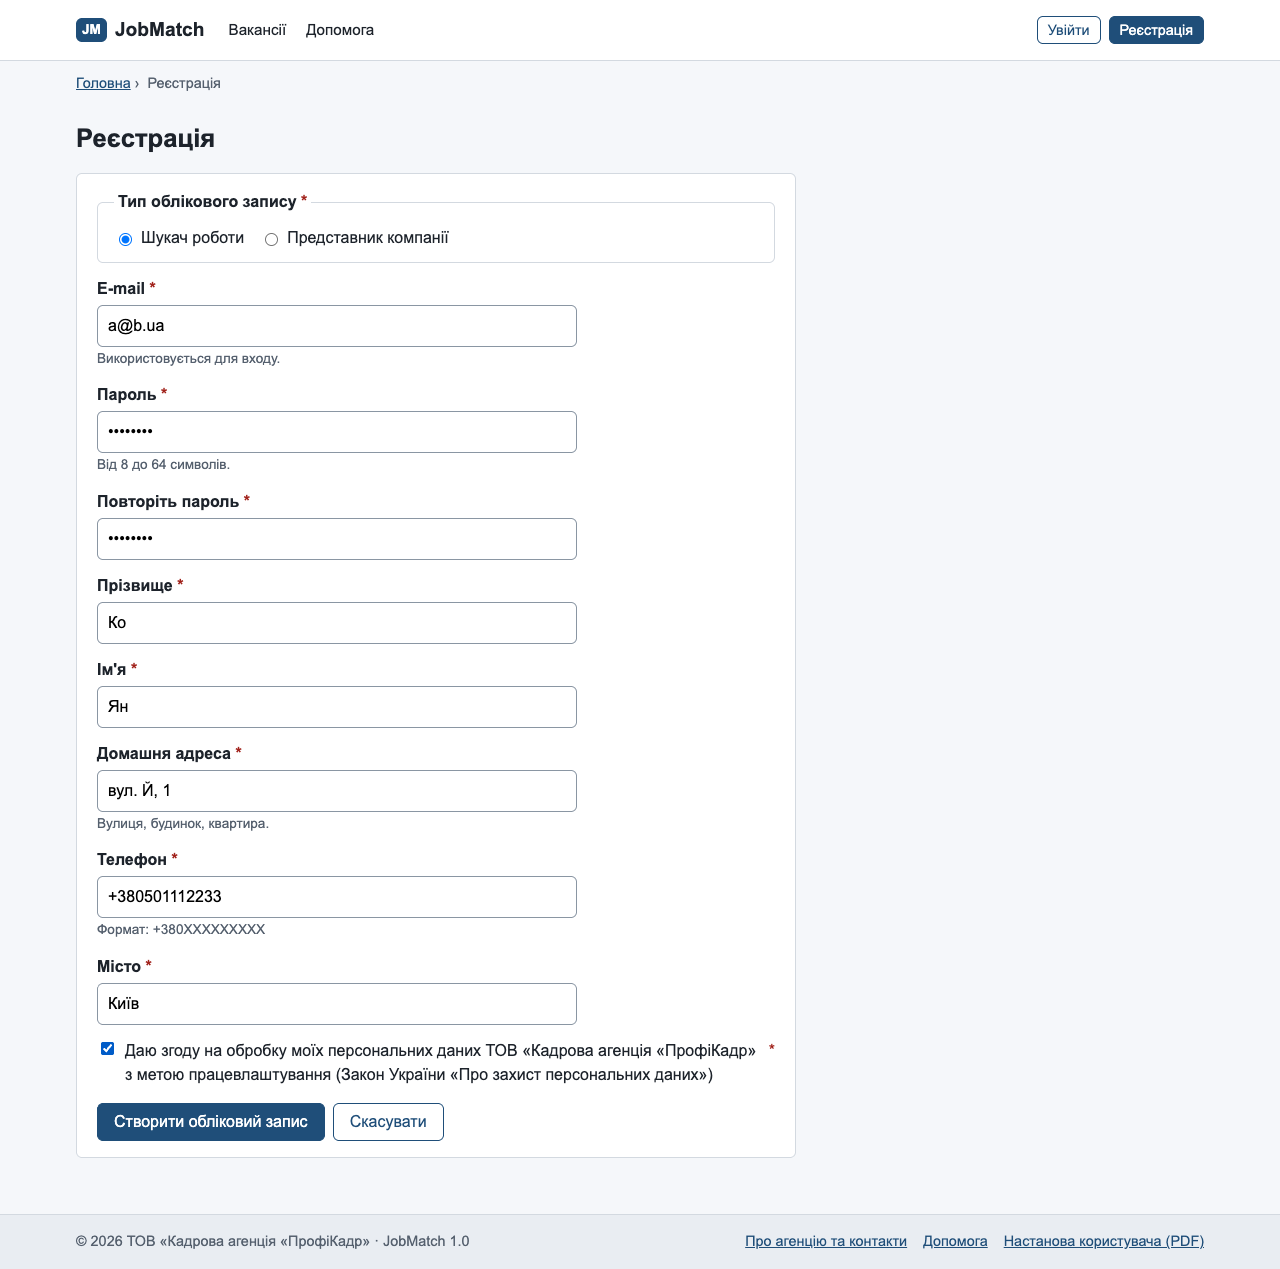 JM JobMatch Вакансії Допомога Увійти Реєстрація
Головна › Реєстрація
Реєстрація
Тип облікового запису *
Шукач роботи Представник компанії
E-mail *
a@b.ua
Використовується для входу.
Пароль *
••••••••
Від 8 до 64 символів.
Повторіть пароль *
••••••••
Прізвище *
Ко
Ім'я *
Ян
Домашня адреса *
вул. Й, 1
Вулиця, будинок, квартира.
Телефон *
+380501112233
Формат: +380XXXXXXXXX
Місто *
Київ
Даю згоду на обробку моїх персональних даних ТОВ «Кадрова агенція «ПрофіКадр» *
з метою працевлаштування (Закон України «Про захист персональних даних»)
Створити обліковий запис Скасувати
© 2026 ТОВ «Кадрова агенція «ПрофіКадр» · JobMatch 1.0 Про агенцію та контакти Допомога Настанова користувача (PDF)